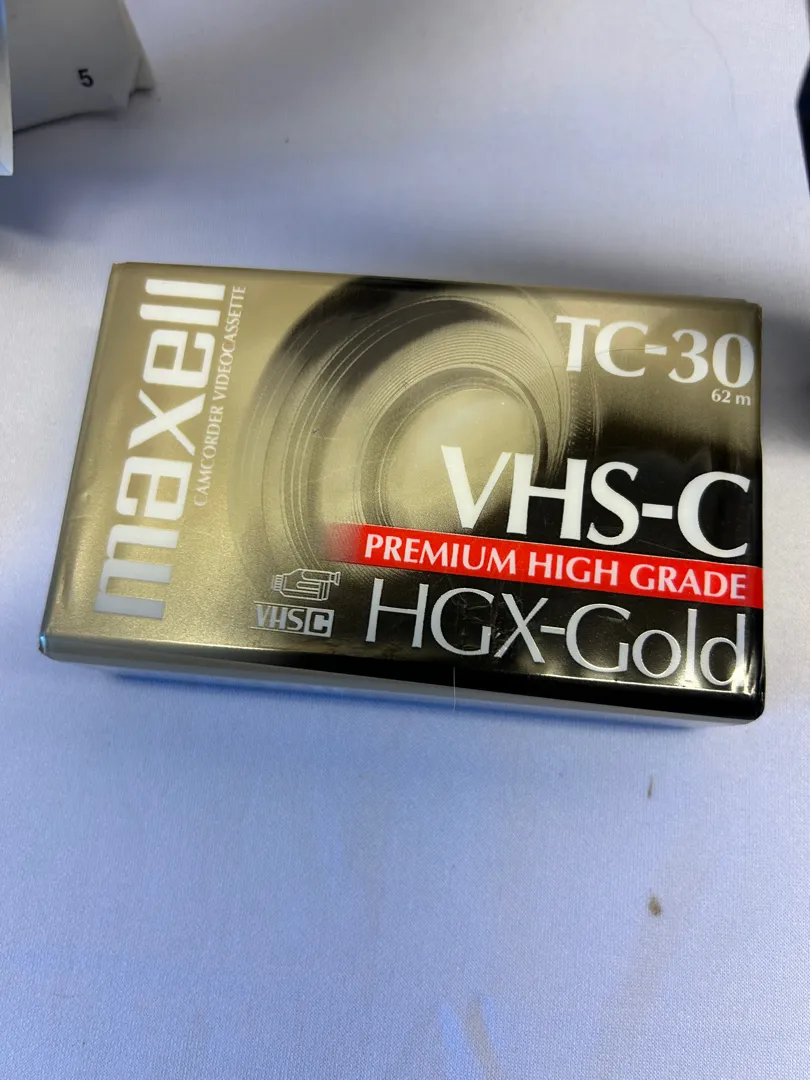 5
maxell
CAMCORDER VIDEOCASSETTE
TC-30
62 m
VHS-C
PREMIUM HIGH GRADE
HGX-Gold
VHS C